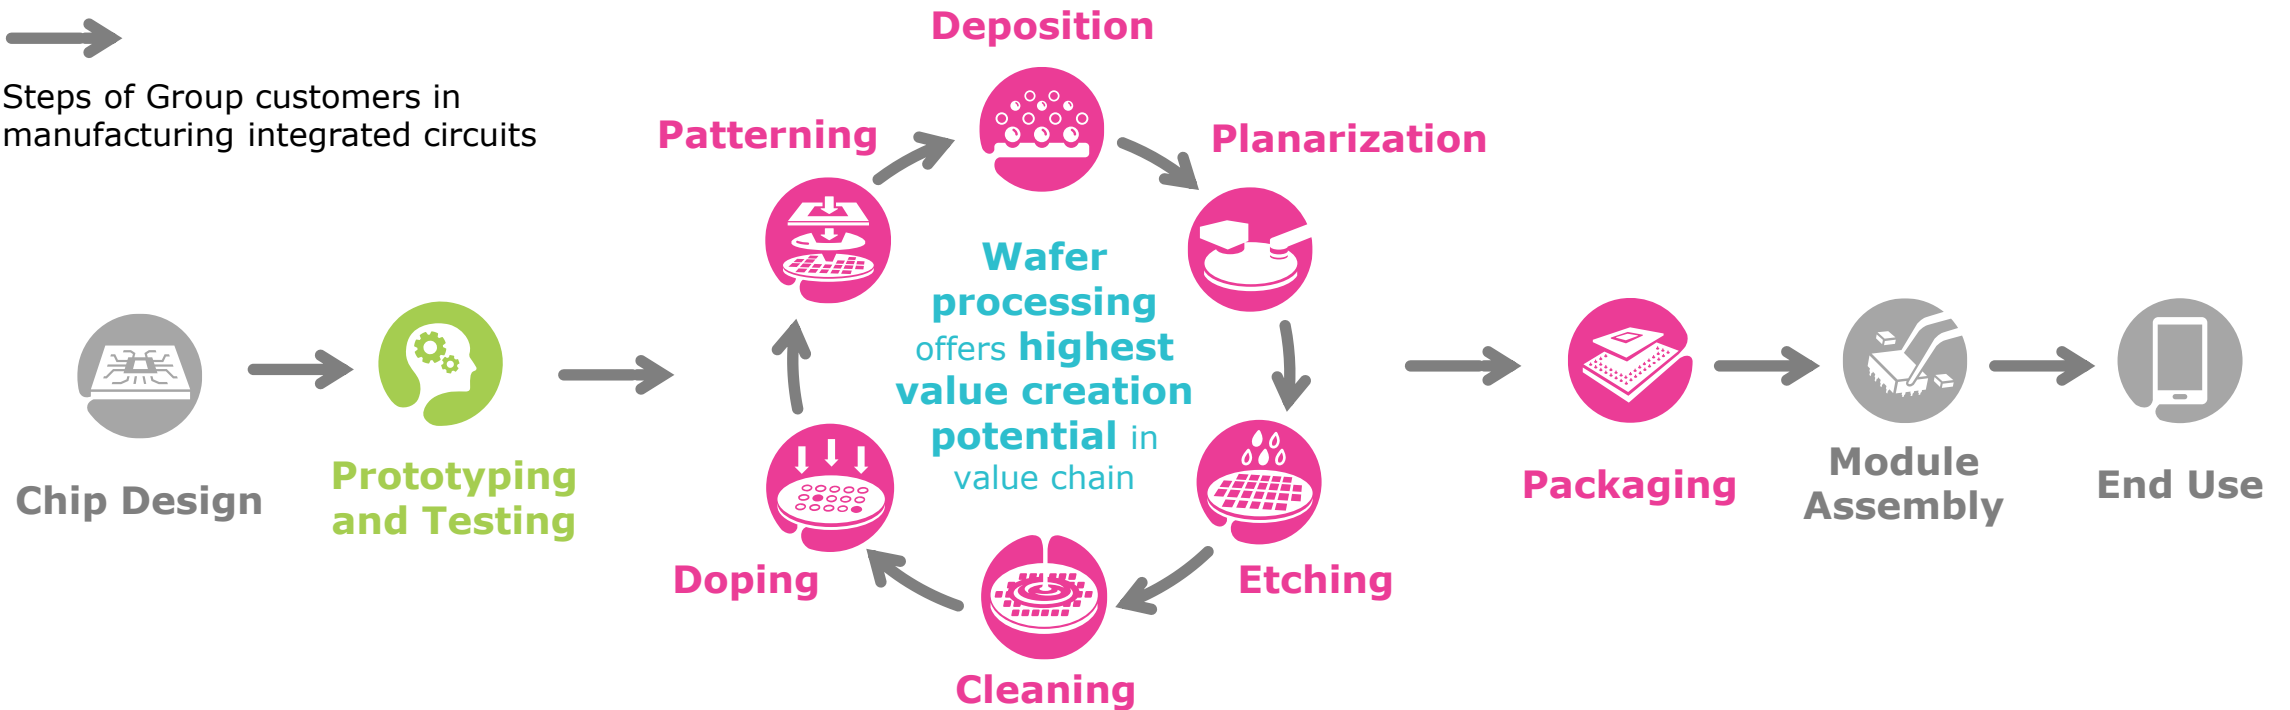 Steps of Group customers in
manufacturing integrated circuits
Deposition
Patterning
Planarization
Wafer
processing
offers highest
value creation
potential in
value chain
Chip Design
Prototyping
and Testing
Doping
Etching
Cleaning
Packaging
Module
Assembly
End Use